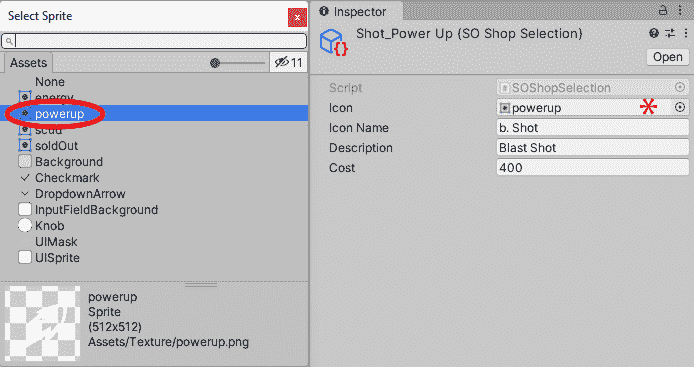 Select Sprite
x
Assets
11
None
energy
powerup
scud
soldOut
Background
Checkmark
DropdownArrow
InputFieldBackground
Knob
UIMask
UISprite
powerup
Sprite
(512x512)
Assets/Texture/powerup.png
Inspector
Shot_Power Up (SO Shop Selection)
Open
Script SOShopSelection
Icon powerup
Icon Name b. Shot
Description Blast Shot
Cost 400